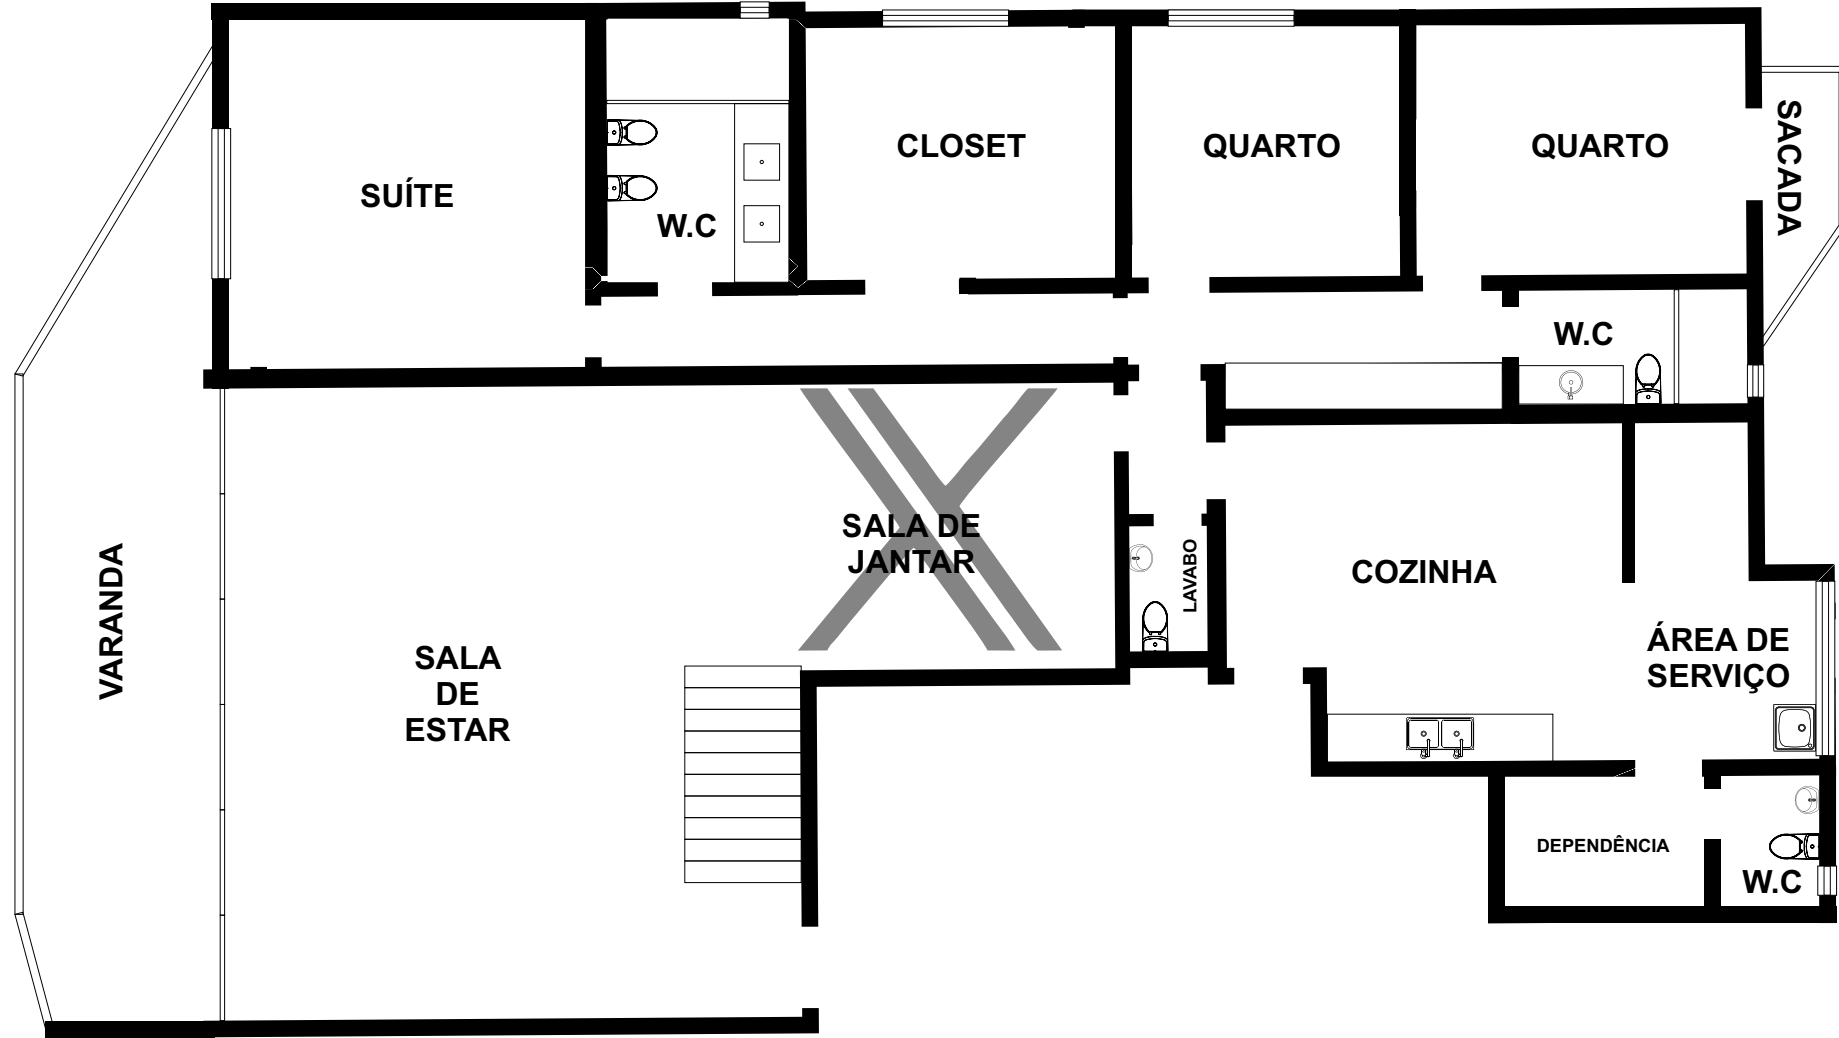 CLOSET
QUARTO
QUARTO
SACADA
SUÍTE
W.C
W.C
SALA DE
JANTAR
LAVABO
COZINHA
VARANDA
SALA
DE
ESTAR
ÁREA DE
SERVIÇO
DEPENDÊNCIA
W.C